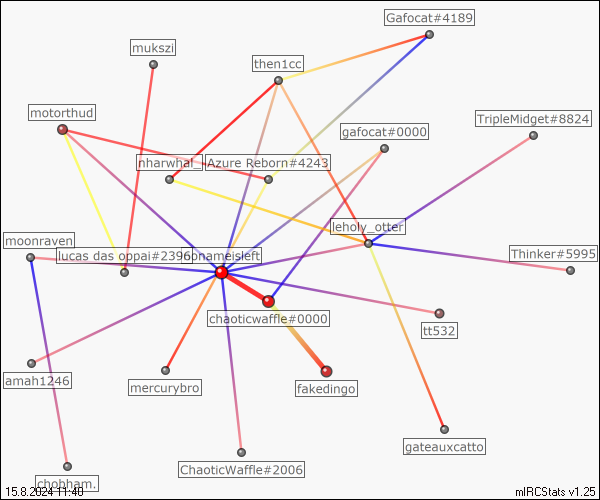 Gafocat#4189
mukszi
then1cc
motorthud
TripleMidget#8824
gafocat#0000
nharwhal_
Azure Reborn#4243
leholy_otter
moonraven
lucas das oppai#2396
nonameisleft
Thinker#5995
chaoticwaffle#0000
tt532
amah1246
mercurybro
fakedingo
gateauxcatto
ChaoticWaffle#2006
chobham.
15.8.2024 11:40
mIRCStats v1.25